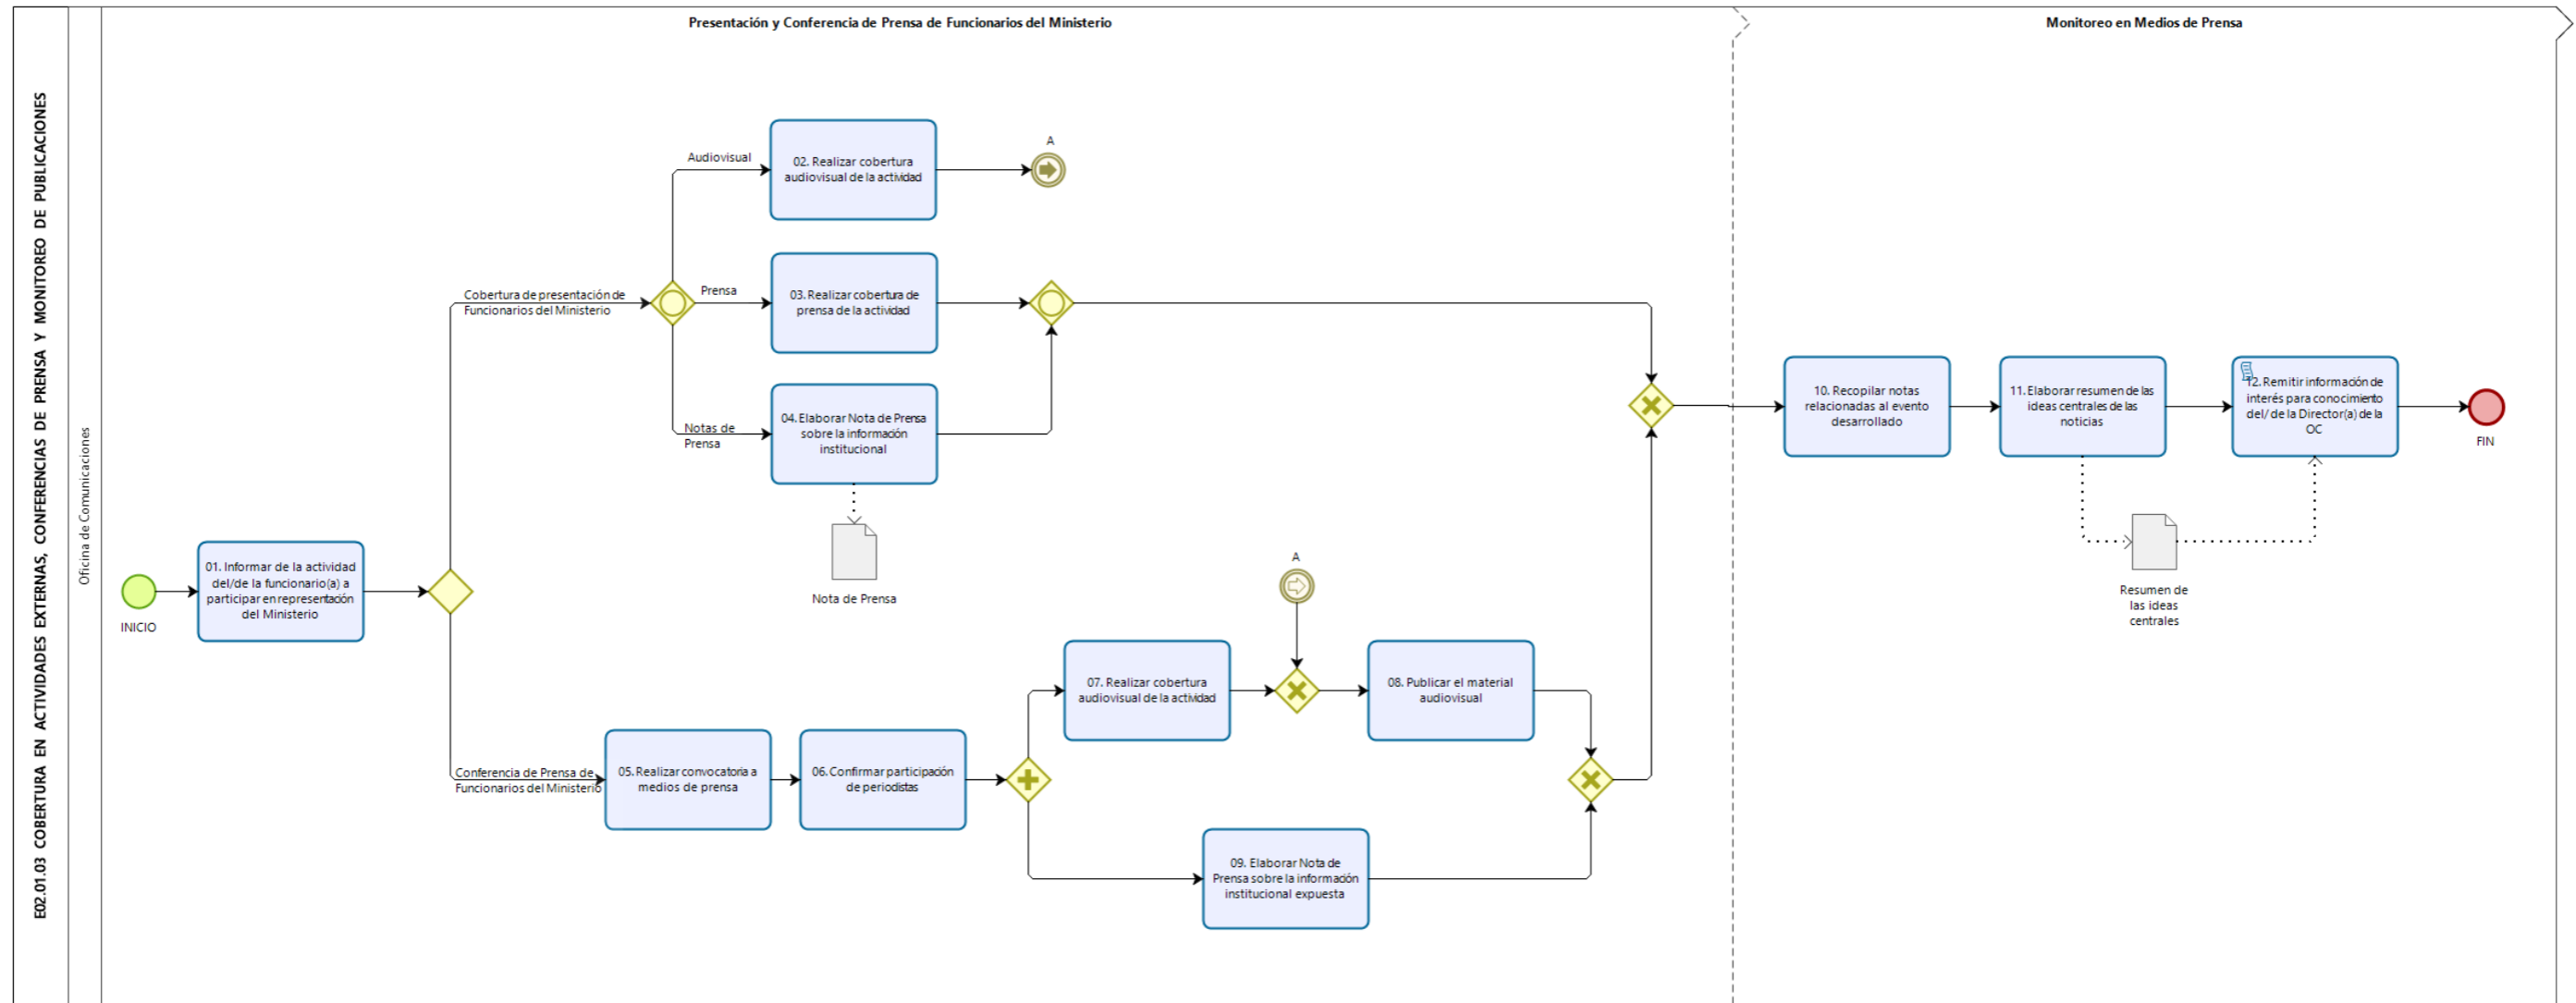 E02.01.03 COBERTURA EN ACTIVIDADES EXTERNAS, CONFERENCIAS DE PRENSA Y MONITOREO DE PUBLICACIONES
Oficina de Comunicaciones
Presentación y Conferencia de Prensa de Funcionarios del Ministerio
Monitoreo en Medios de Prensa
INICIO
01. Informar de la actividad
del/de la funcionario(a) a
participar en representación
del Ministerio
Cobertura de presentación de
Funcionarios del Ministerio
Audiovisual
02. Realizar cobertura
audiovisual de la actividad
A
Prensa
03. Realizar cobertura de
prensa de la actividad
Notas de
Prensa
04. Elaborar Nota de Prensa
sobre la información
institucional
Nota de Prensa
Conferencia de Prensa de
Funcionarios del Ministerio
05. Realizar convocatoria a
medios de prensa
06. Confirmar participación
de periodistas
07. Realizar cobertura
audiovisual de la actividad
A
08. Publicar el material
audiovisual
09. Elaborar Nota de
Prensa sobre la información
institucional expuesta
10. Recopilar notas
relacionadas al evento
desarrollado
11. Elaborar resumen de las
ideas centrales de las
noticias
Resumen de
las ideas
centrales
12. Remitir información de
interés para conocimiento
del/ de la Director(a) de la
OC
FIN